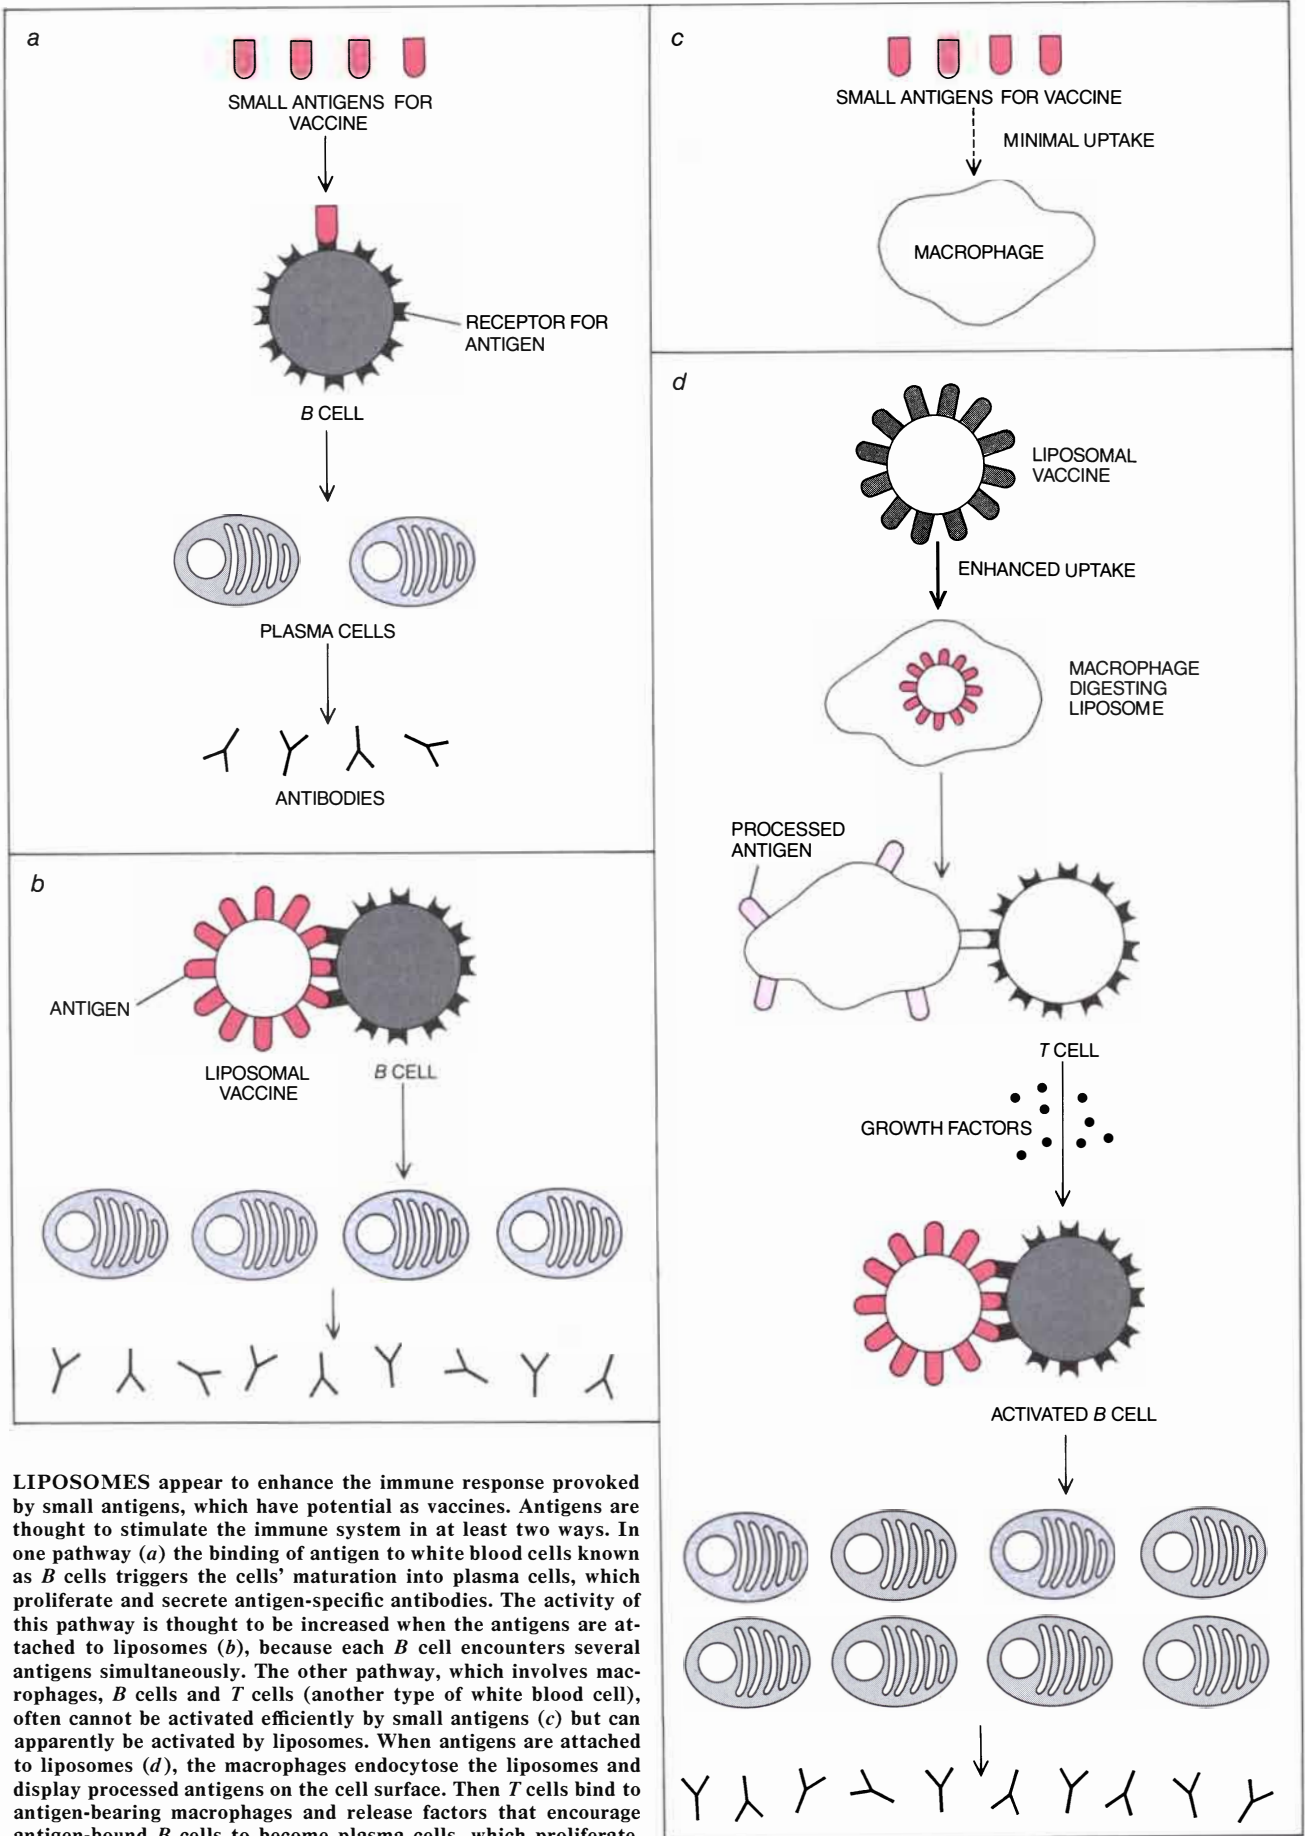 a
SMALL ANTIGENS FOR
VACCINE
RECEPTOR FOR
ANTIGEN
B CELL
PLASMA CELLS
ANTIBODIES
b
ANTIGEN
LIPOSOMAL
VACCINE
B CELL
c
SMALL ANTIGENS FOR VACCINE
MINIMAL UPTAKE
MACROPHAGE
d
LIPOSOMAL
VACCINE
ENHANCED UPTAKE
MACROPHAGE
DIGESTING
LIPOSOME
PROCESSED
ANTIGEN
T CELL
GROWTH FACTORS
ACTIVATED B CELL
LIPOSOMES appear to enhance the immune response provoked
by small antigens, which have potential as vaccines. Antigens are
thought to stimulate the immune system in at least two ways. In
one pathway (a) the binding of antigen to white blood cells known
as B cells triggers the cells' maturation into plasma cells, which
proliferate and secrete antigen-specific antibodies. The activity of
this pathway is thought to be increased when the antigens are at-
tached to liposomes (b), because each B cell encounters several
antigens simultaneously. The other pathway, which involves mac-
rophages, B cells and T cells (another type of white blood cell),
often cannot be activated efficiently by small antigens (c) but can
apparently be activated by liposomes. When antigens are attached
to liposomes (d), the macrophages endocytose the liposomes and
display processed antigens on the cell surface. Then T cells bind to
antigen-bearing macrophages and release factors that encourage
antigen-bound B cells to become plasma cells, which proliferate.